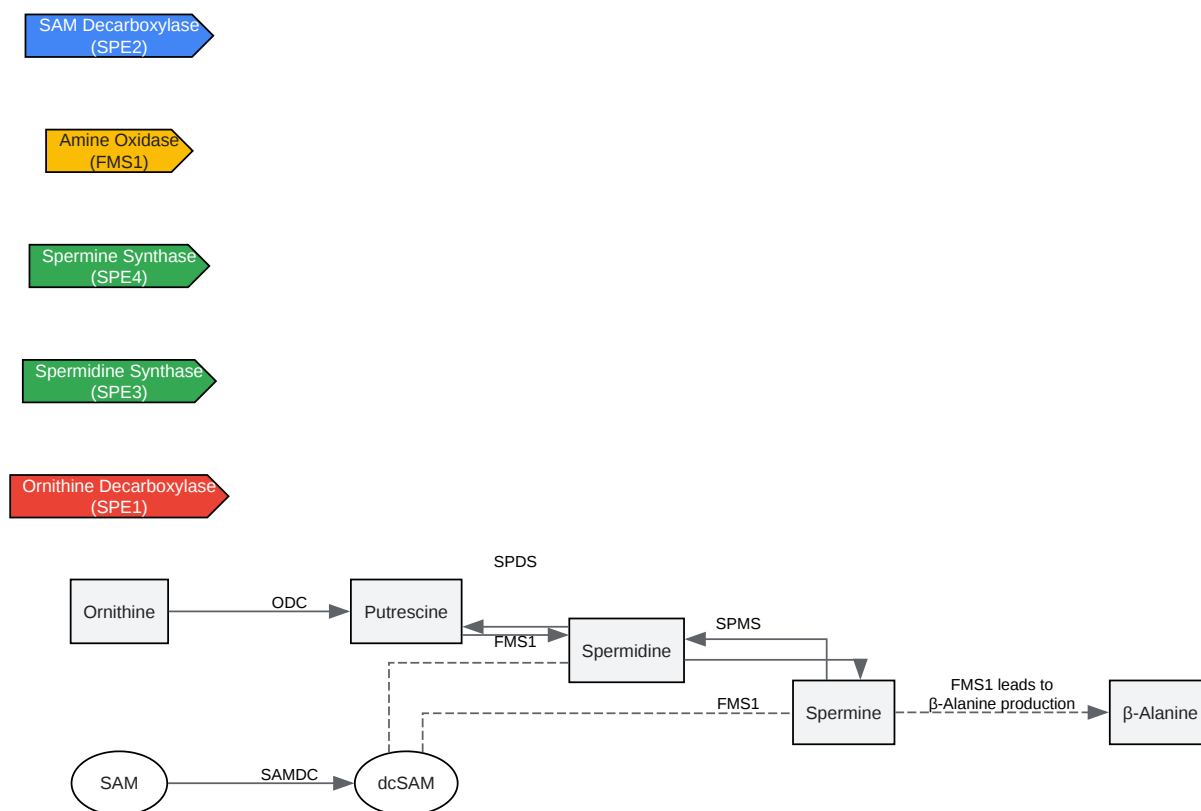 SAM Decarboxylase
(SPE2)
Amine Oxidase
(FMS1)
Spermine Synthase
(SPE4)
Spermidine Synthase
(SPE3)
Ornithine Decarboxylase
(SPE1)
SPDS
Ornithine
ODC
Putrescine
FMS1
Spermidine
SPMS
FMS1 leads to
β-Alanine production
FMS1
Spermine
β-Alanine
SAM
SAMDC
dcSAM